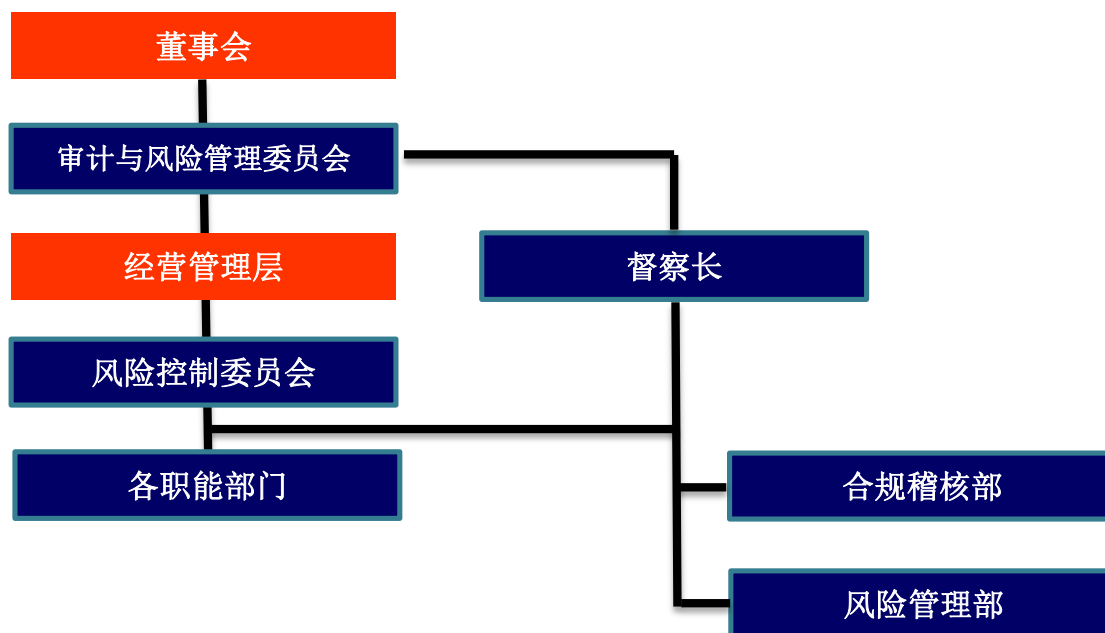 董事会
审计与风险管理委员会
经营管理层
督察长
风险控制委员会
各职能部门
合规稽核部
风险管理部